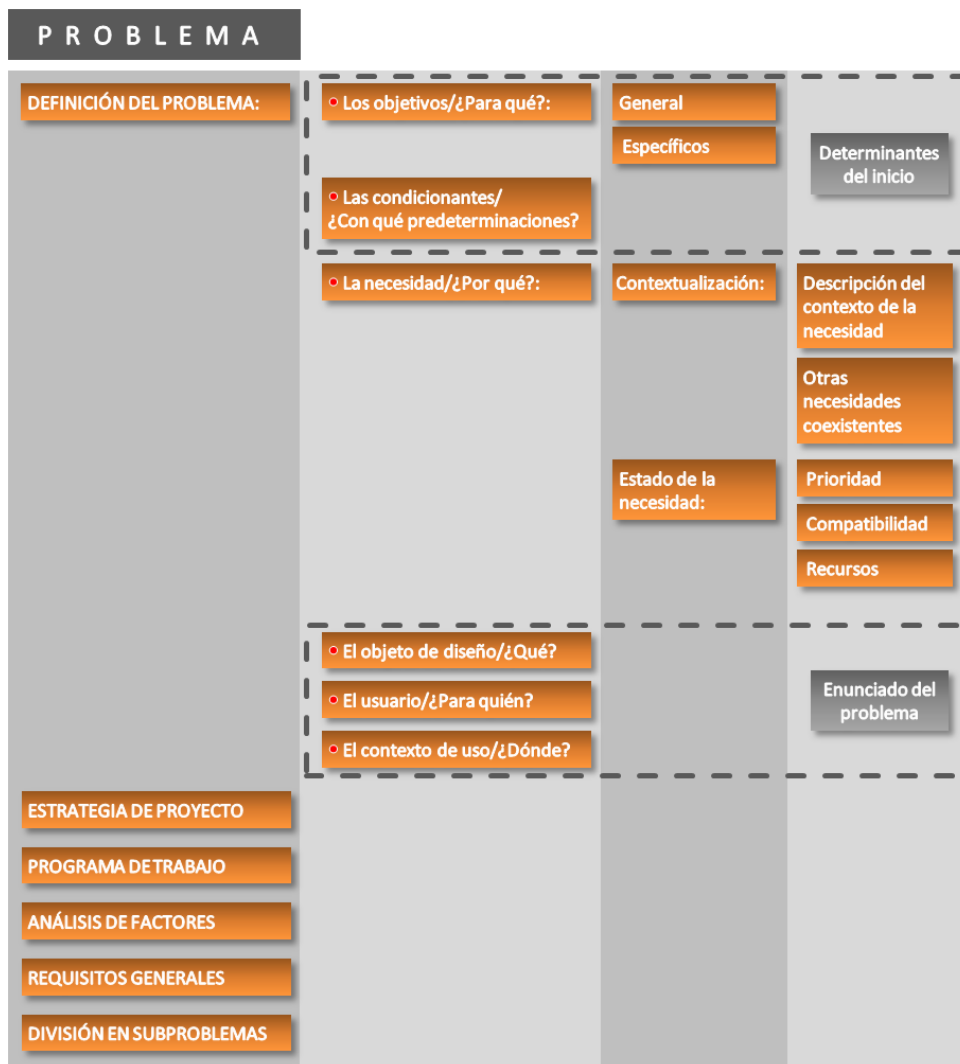 PROBLEMA
DEFINICIÓN DEL PROBLEMA:
• Los objetivos/¿Para qué?:
General
Específicos
• Las condicionantes/
¿Con qué predeterminaciones?
Determinantes
del inicio
• La necesidad/¿Por qué?:
Contextualización:
Descripción del
contexto de la
necesidad
Otras
necesidades
coexistentes
Estado de la
necesidad:
Prioridad
Compatibilidad
Recursos
• El objeto de diseño/¿Qué?
• El usuario/¿Para quién?
• El contexto de uso/¿Dónde?
Enunciado del
problema
ESTRATEGIA DE PROYECTO
PROGRAMA DE TRABAJO
ANÁLISIS DE FACTORES
REQUISITOS GENERALES
DIVISIÓN EN SUBPROBLEMAS